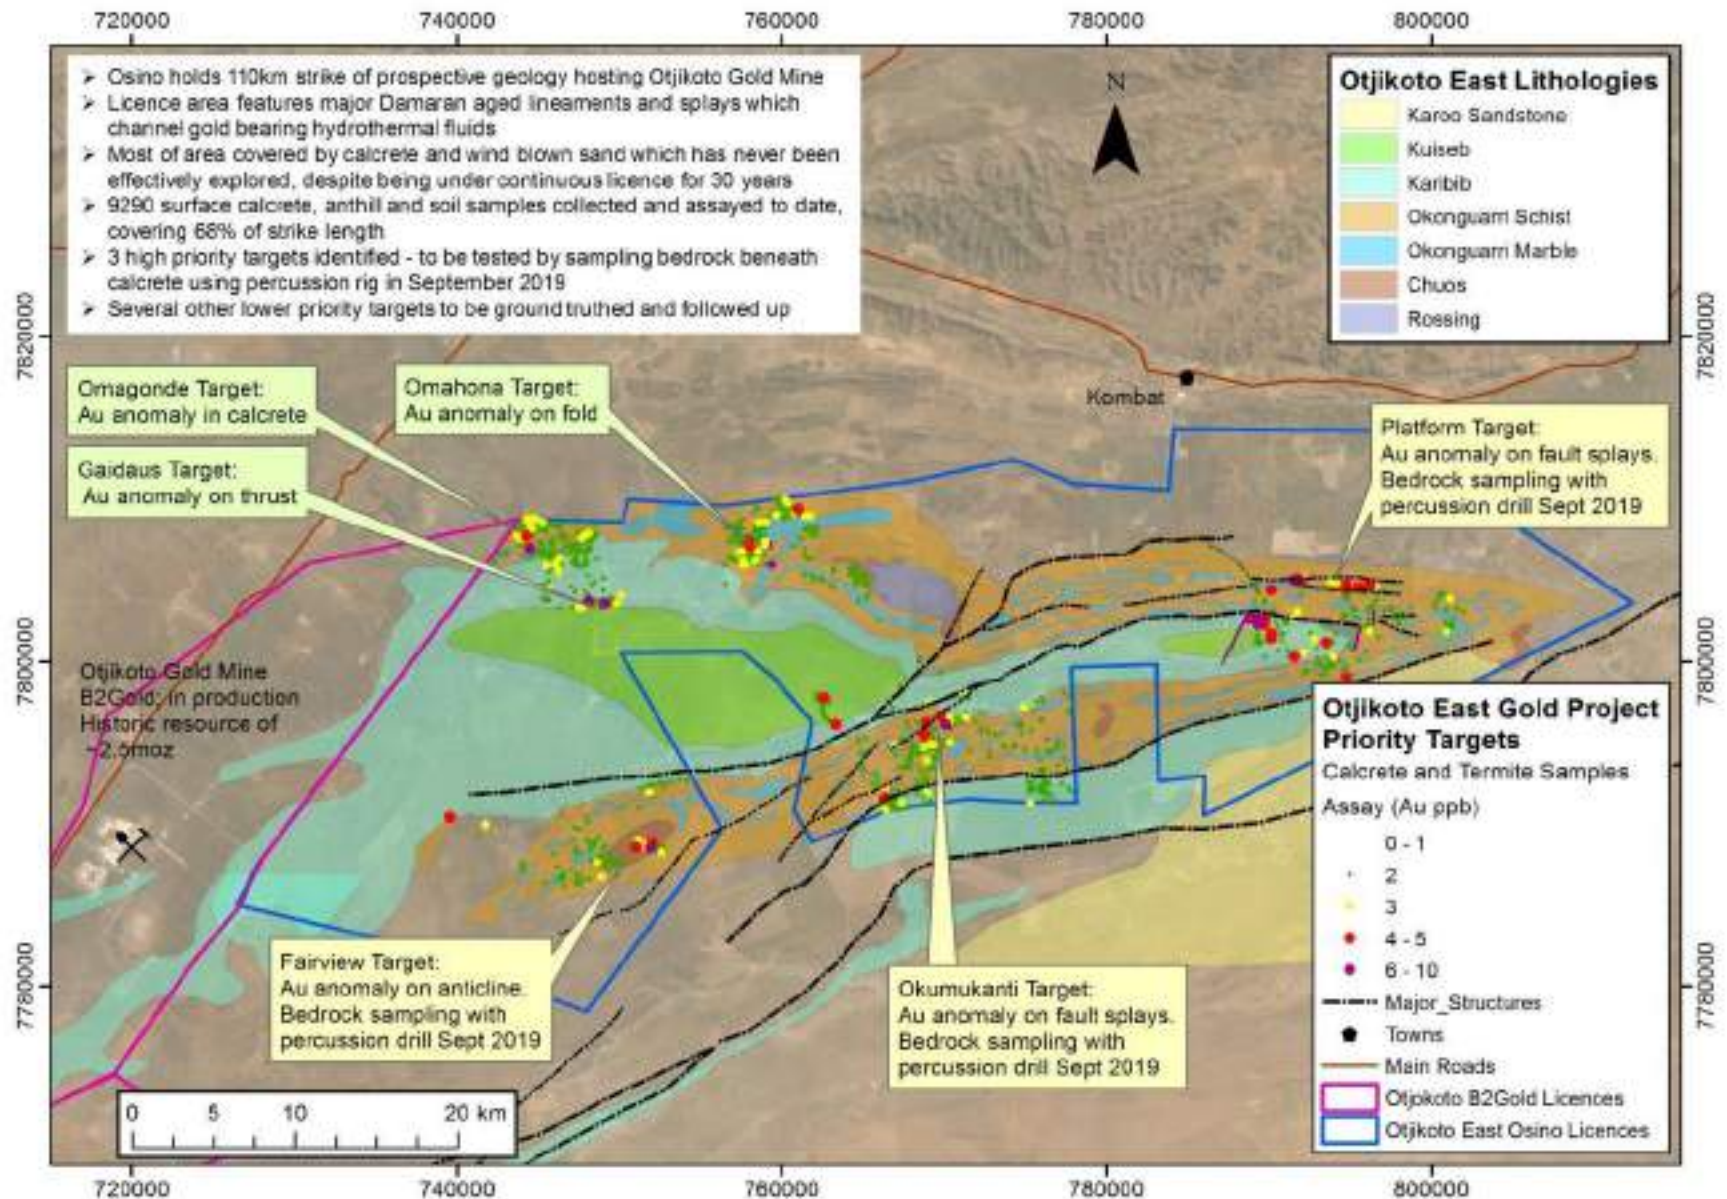 720000
740000
760000
780000
800000
➢ Osino holds 110km strike of prospective geology hosting Otjikoto Gold Mine
➢ Licence area features major Damaran aged lineaments and splays which
channel gold bearing hydrothermal fluids
➢ Most of area covered by calcrete and wind blown sand which has never been
effectively explored, despite being under continuous licence for 30 years
➢ 9290 surface calcrete, anthill and soil samples collected and assayed to date,
covering 68% of strike length
➢ 3 high priority targets identified - to be tested by sampling bedrock beneath
calcrete using percussion rig in September 2019
➢ Several other lower priority targets to be ground truthed and followed up
N
Otjikoto East Lithologies
Karoo Sandstone
Kuiseb
Karibib
Okonguarri Schist
Okonguarri Marble
Chuos
Rossing
7820000
7820000
Omagonde Target:
Au anomaly in calcrete
Omahona Target:
Au anomaly on fold
Kombat
Gaidaus Target:
Au anomaly on thrust
Platform Target:
Au anomaly on fault splays.
Bedrock sampling with
percussion drill Sept 2019
7800000
7800000
Otjikoto Gold Mine
B2Gold; in production
Historic resource of
~2.5moz
Otjikoto East Gold Project
Priority Targets
Calcrete and Termite Samples
Assay (Au ppb)
0 - 1
2
3
4 - 5
6 - 10
Major_Structures
Towns
Main Roads
Otjokoto B2Gold Licences
Otjikoto East Osino Licences
Fairview Target:
Au anomaly on anticline.
Bedrock sampling with
percussion drill Sept 2019
Okumukanti Target:
Au anomaly on fault splays.
Bedrock sampling with
percussion drill Sept 2019
7780000
7780000
0 5 10 20 km
720000
740000
760000
780000
800000